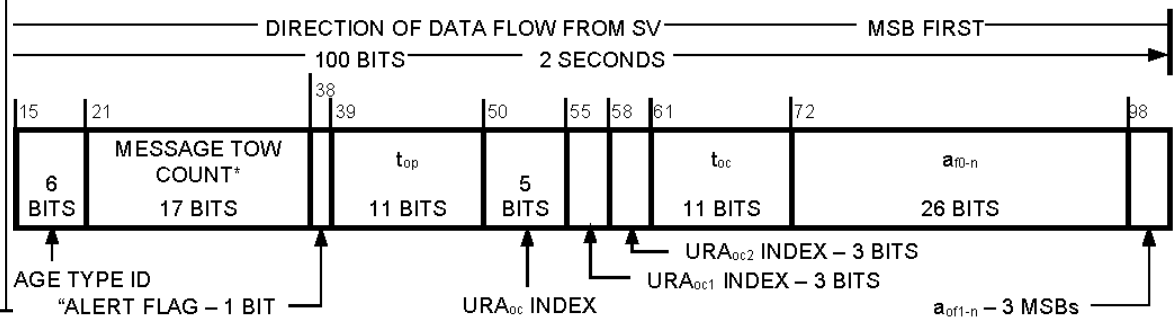 DIRECTION OF DATA FLOW FROM SV MSB FIRST
100 BITS 2 SECONDS
15 21 38 39 50 55 58 61 72 98
6 BITS
MESSAGE TOW COUNT*
17 BITS
top
11 BITS
5 BITS
toc
11 BITS
af0-n
26 BITS
URAoc2 INDEX – 3 BITS
AGE TYPE ID
URAoc1 INDEX – 3 BITS
“ALERT FLAG – 1 BIT
URAoc INDEX
aof1-n – 3 MSBs